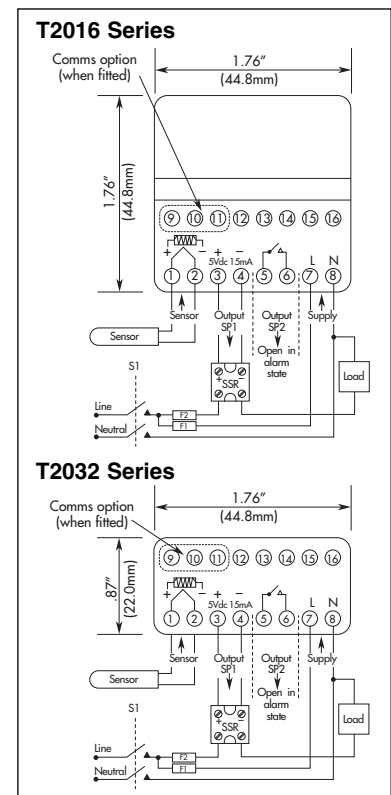 T2016 Series
Comms option
(when fitted)
1.76"
(44.8mm)
1.76"
(44.8mm)
9 10 11 12 13 14 15 16
+ − + − L N
5Vdc 15mA
1 2 3 4 5 6 7 8
Sensor Output SP1 Output SP2 Supply
Open in
alarm
state
Sensor
S1
+ SSR −
Load
Line
F2
F1
Neutral
T2032 Series
Comms option
(when fitted)
1.76"
(44.8mm)
.87"
(22.0mm)
9 10 11 12 13 14 15 16
+ − + − L N
5Vdc 15mA
1 2 3 4 5 6 7 8
Sensor Output SP1 Output SP2 Supply
Open in
alarm
state
Sensor
S1
+ SSR −
Load
Line
F2
F1
Neutral